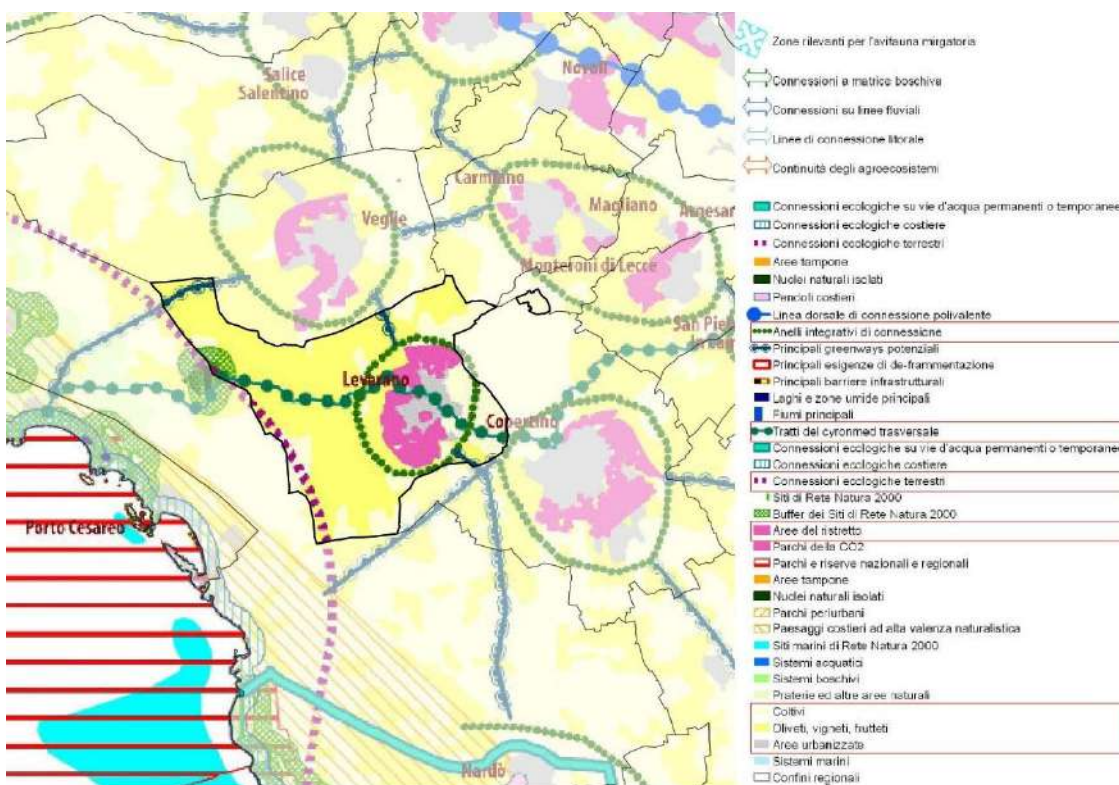 Salice
Salentino
Novoli
Carmiano
Veglie
Magliano
Arnesan
Monteroni di Lecce
San Pie
Leverano
Copertino
Porto Cesareo
Nardò
Zone rilevanti per l'avifauna mirgatoria
Connessioni a matrice boschiva
Connessioni su linee fluviali
Linee di connessione litorale
Continuità degli agroecosistemi
Connessioni ecologiche su vie d'acqua permanenti o temporanee
Connessioni ecologiche costiere
Connessioni ecologiche terrestri
Aree tampone
Nuclei naturali isolati
Pendoli costieri
Linea dorsale di connessione polivalente
Anelli integrativi di connessione
Principali greenways potenziali
Principali esigenze di de-frammentazione
Principali barriere infrastrutturali
Laghi e zone umide principali
Fiumi principali
Tratti del cyronmed trasversale
Connessioni ecologiche su vie d'acqua permanenti o temporanee
Connessioni ecologiche costiere
Connessioni ecologiche terrestri
Siti di Rete Natura 2000
Buffer dei Siti di Rete Natura 2000
Aree del ristretto
Parchi della CO2
Parchi e riserve nazionali e regionali
Aree tampone
Nuclei naturali isolati
Parchi periurbani
Paesaggi costieri ad alta valenza naturalistica
Siti marini di Rete Natura 2000
Sistemi acquatici
Sistemi boschivi
Praterie ed altre aree naturali
Coltivi
Oliveti, vigneti, frutteti
Aree urbanizzate
Sistemi marini
Confini regionali